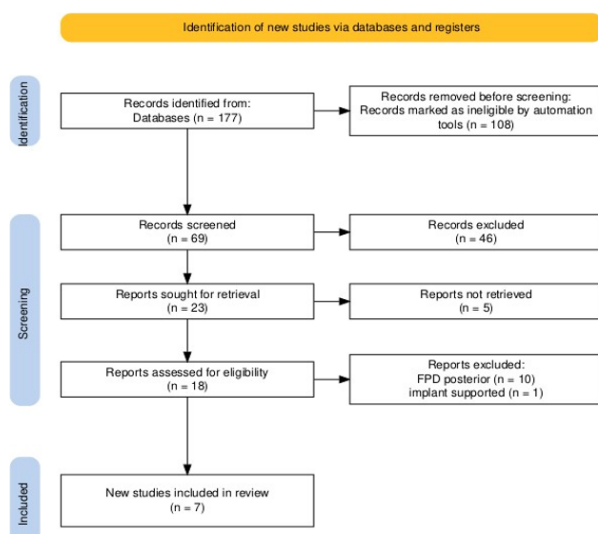 Identification of new studies via databases and registers
Identification
Records identified from:
Databases (n = 177)
Records removed before screening:
Records marked as ineligible by automation
tools (n = 108)
Screening
Records screened
(n = 69)
Records excluded
(n = 46)
Reports sought for retrieval
(n = 23)
Reports not retrieved
(n = 5)
Reports assessed for eligibility
(n = 18)
Reports excluded:
FPD posterior (n = 10)
implant supported (n = 1)
Included
New studies included in review
(n = 7)